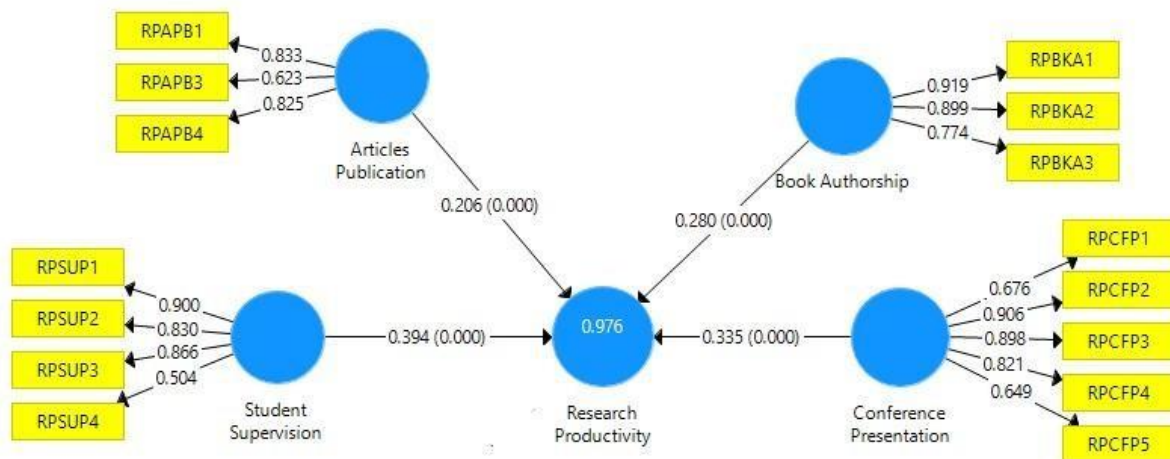 RPAPB1
0.833
RPAPB3
0.623
RPAPB4
0.825
Articles
Publication
RPBKA1
0.919
RPBKA2
0.899
RPBKA3
0.774
Book Authorship
0.206 (0.000)
0.280 (0.000)
RPSUP1
0.900
RPSUP2
0.830
RPSUP3
0.866
RPSUP4
0.504
Student
Supervision
0.394 (0.000)
0.976
Research
Productivity
0.335 (0.000)
Conference
Presentation
RPCFP1
0.676
RPCFP2
0.906
RPCFP3
0.898
RPCFP4
0.821
RPCFP5
0.649